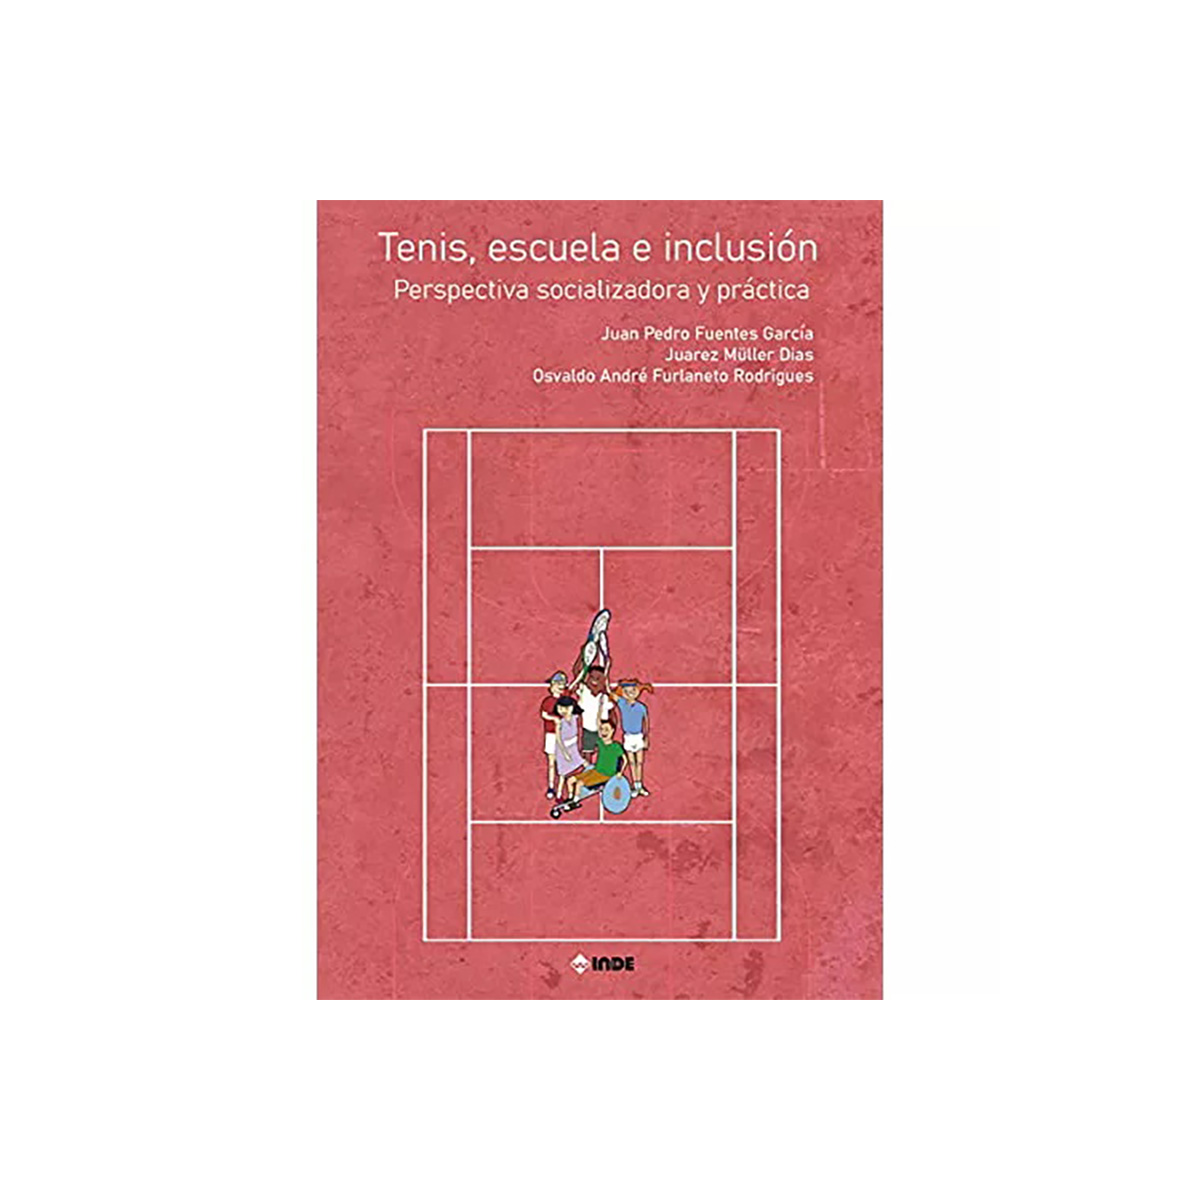 Tenis, escuela e inclusión
Perspectiva socializadora y práctica
Juan Pedro Fuentes García
Juarez Müller Dias
Osvaldo André Furlaneto Rodrigues
INDE